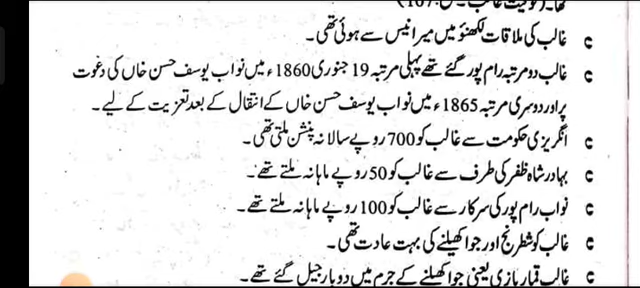 تھا۔ (توقیت غالب۔ ص:107)
غالب کی ملاقات لکھنؤ میں میر انیس سے ہوئی تھی۔
غالب دو مرتبہ رام پور گئے تھے پہلی مرتبہ 19 جنوری 1860ء میں نواب یوسف حسن خاں کی دعوت
پر اور دوسری مرتبہ 1865ء میں نواب یوسف حسن خاں کے انتقال کے بعد تعزیت کے لیے۔
انگریزی حکومت سے غالب کو 700 روپے سالانہ پنشن ملتی تھی۔
بہادر شاہ ظفر کی طرف سے غالب کو 50 روپے ماہانہ ملتے تھے۔
نواب رام پور کی سرکار سے غالب کو 100 روپے ماہانہ ملتے تھے۔
غالب کو شطرنج اور جوا کھیلنے کی بہت عادت تھی۔
غالب قمار بازی یعنی جوا کھیلنے کے جرم میں دو بار جیل گئے تھے۔